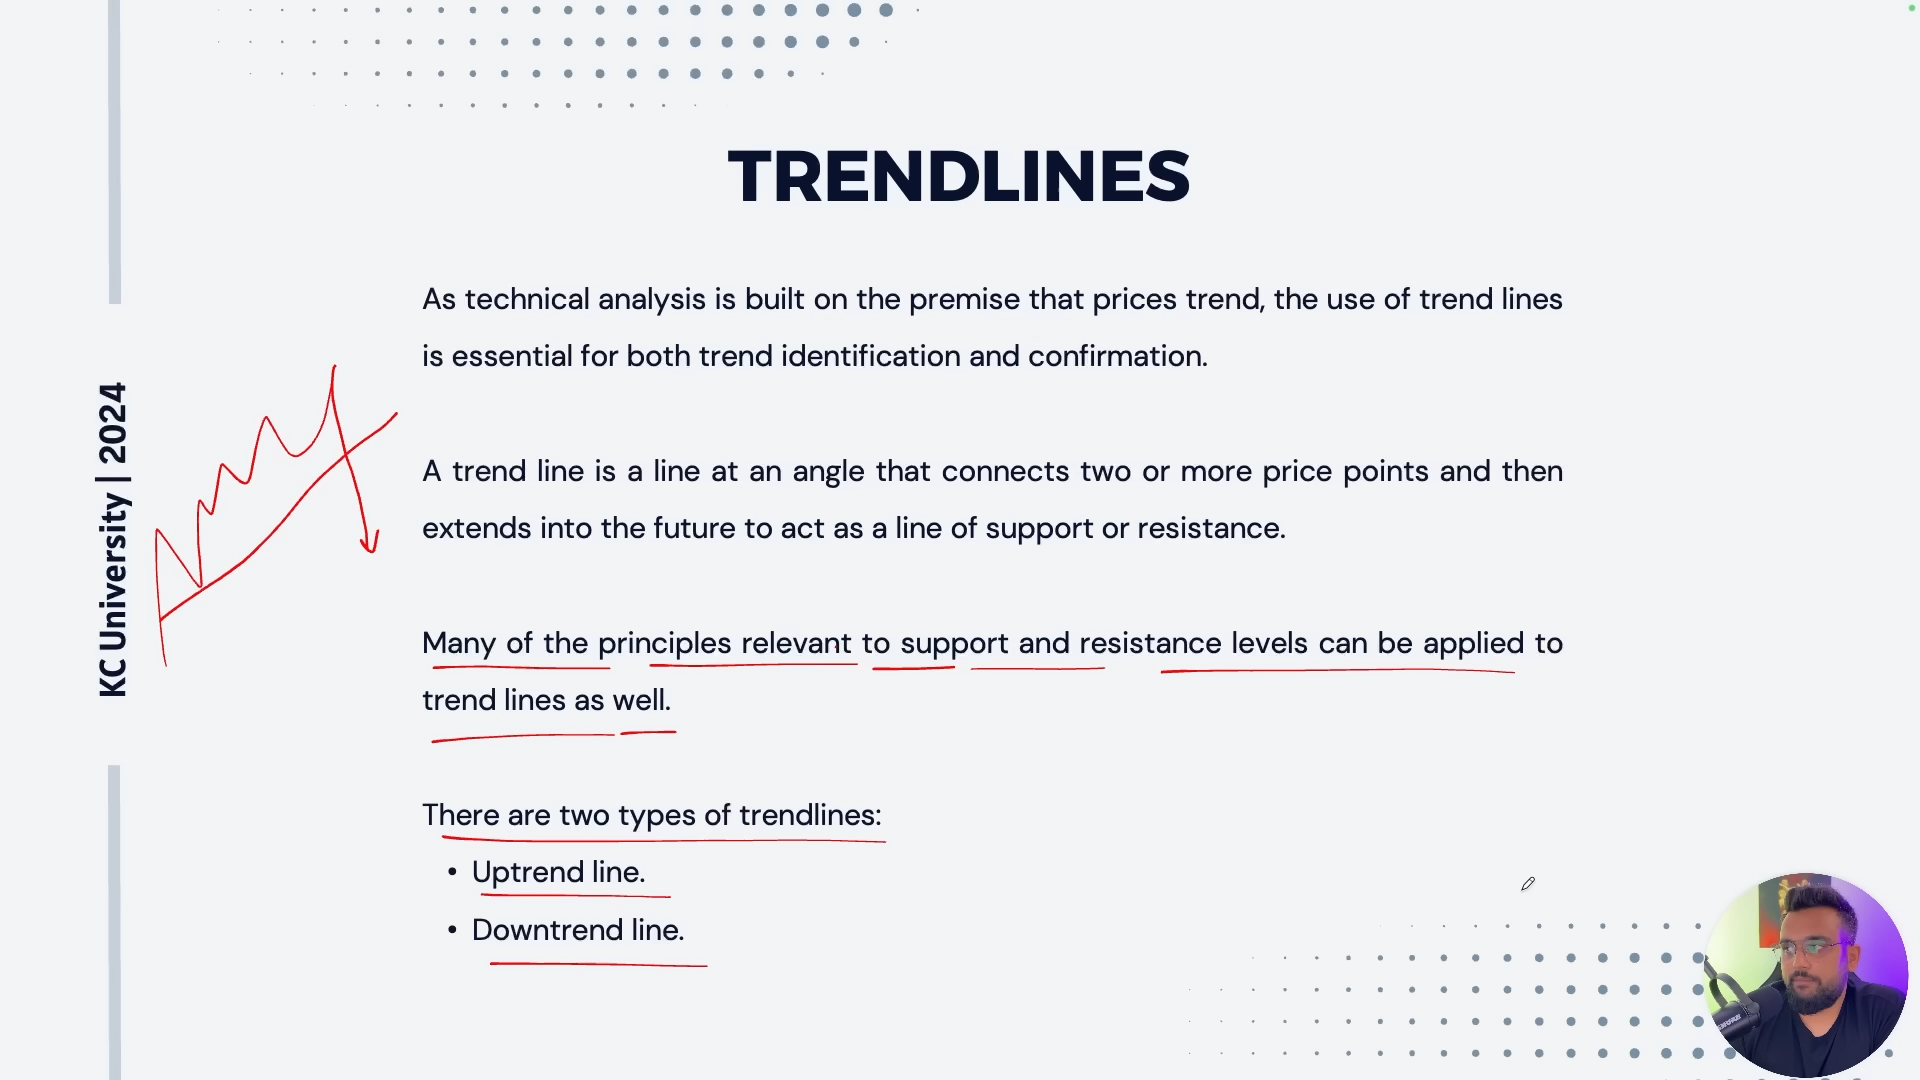 TRENDLINES
As technical analysis is built on the premise that prices trend, the use of trend lines
is essential for both trend identification and confirmation.
A trend line is a line at an angle that connects two or more price points and then
extends into the future to act as a line of support or resistance.
Many of the principles relevant to support and resistance levels can be applied to
trend lines as well.
There are two types of trendlines:
• Uptrend line.
• Downtrend line.
KC University | 2024